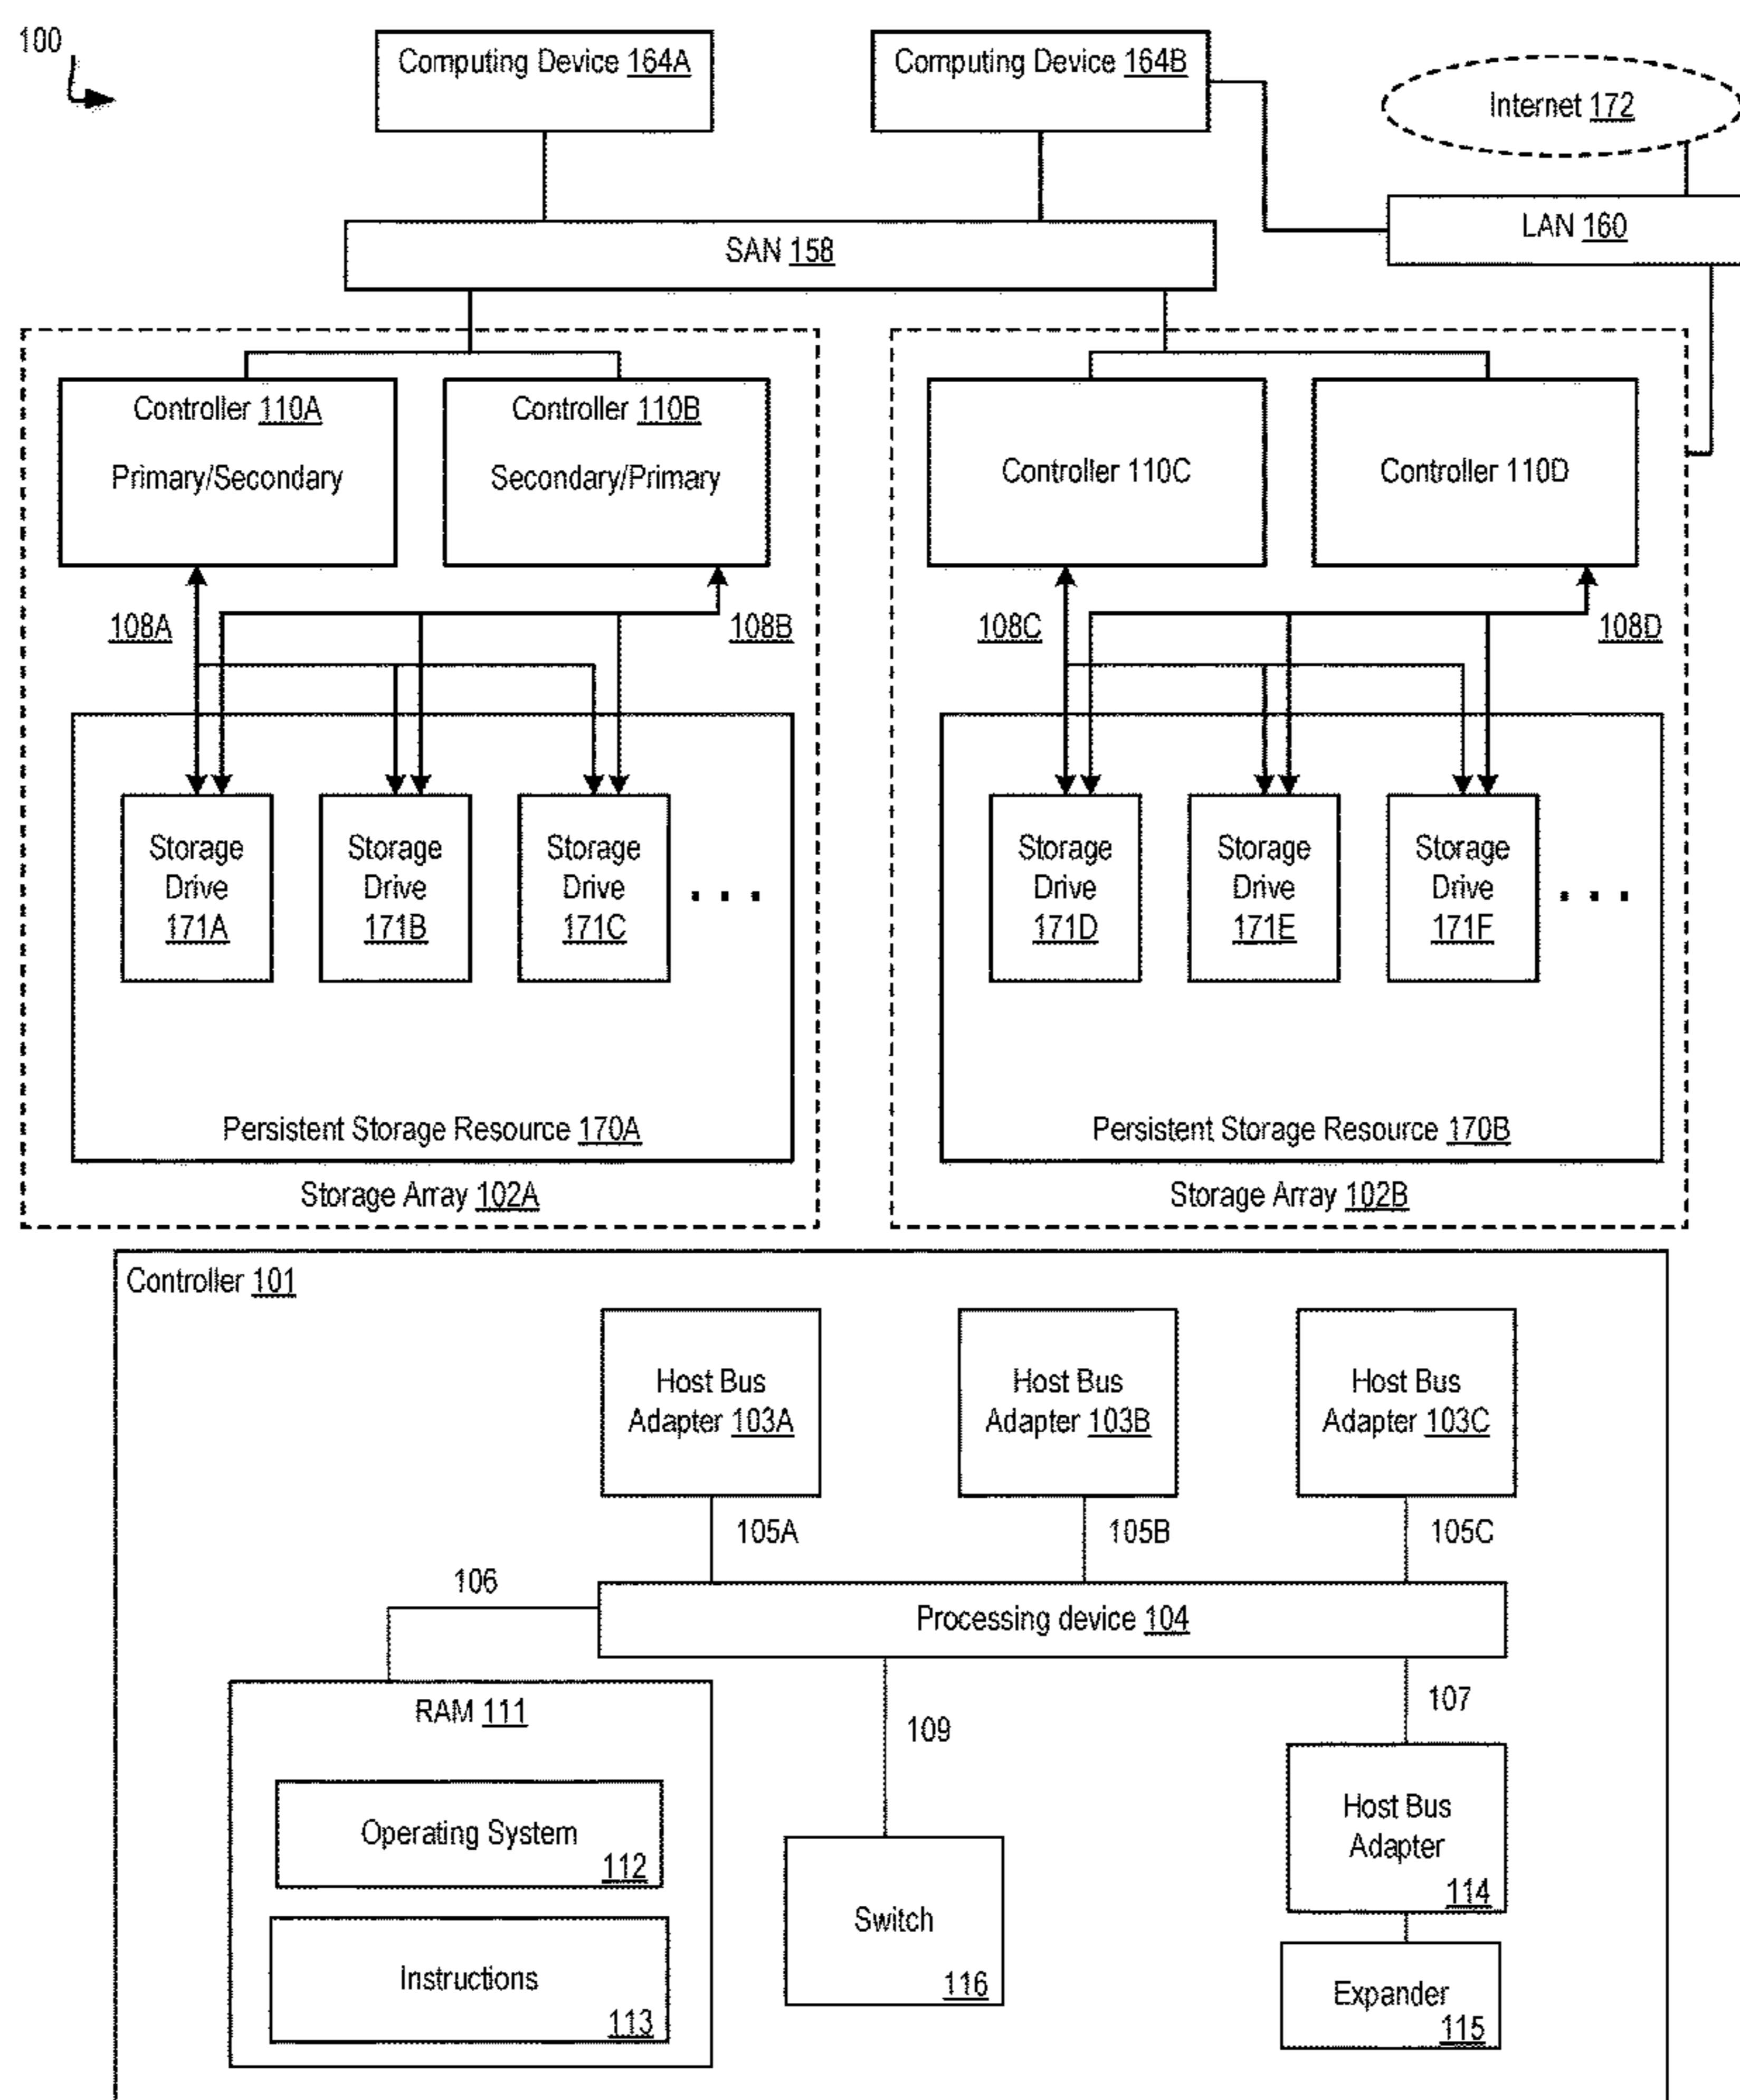 100
Computing Device 164A
Computing Device 164B
Internet 172
LAN 160
SAN 158
Controller 110A
Primary/Secondary
Controller 110B
Secondary/Primary
Controller 110C
Controller 110D
108A
108B
108C
108D
Storage
Drive
171A
Storage
Drive
171B
Storage
Drive
171C
. . .
Storage
Drive
171D
Storage
Drive
171E
Storage
Drive
171F
. . .
Persistent Storage Resource 170A
Persistent Storage Resource 170B
Storage Array 102A
Storage Array 102B
Controller 101
Host Bus
Adapter 103A
Host Bus
Adapter 103B
Host Bus
Adapter 103C
105A
105B
105C
106
Processing device 104
RAM 111
109
107
Operating System
112
Instructions
113
Switch
116
Host Bus
Adapter
114
Expander
115